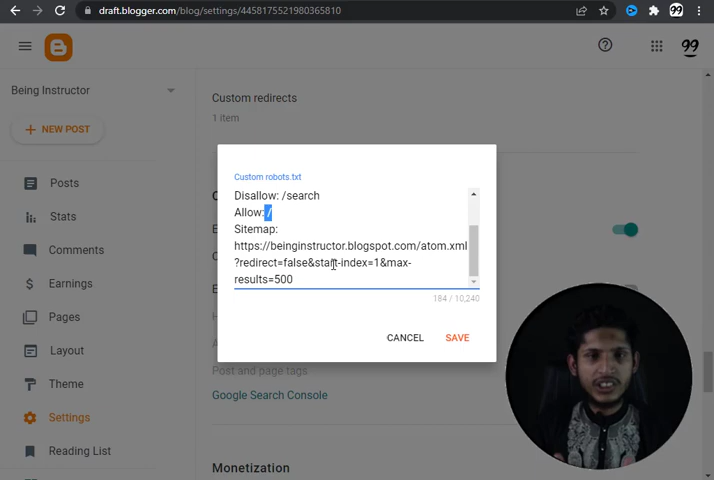 draft.blogger.com/blog/settings/4458175521980365810
Being Instructor
NEW POST
Posts
Stats
Comments
Earnings
Pages
Layout
Theme
Settings
Reading List
Custom redirects
1 item
Custom robots.txt
Disallow: /search
Allow: /
Sitemap:
https://beinginstructor.blogspot.com/atom.xml
?redirect=false&start-index=1&max-
results=500
184 / 10,240
CANCEL
SAVE
Post and page tags
Google Search Console
Monetization